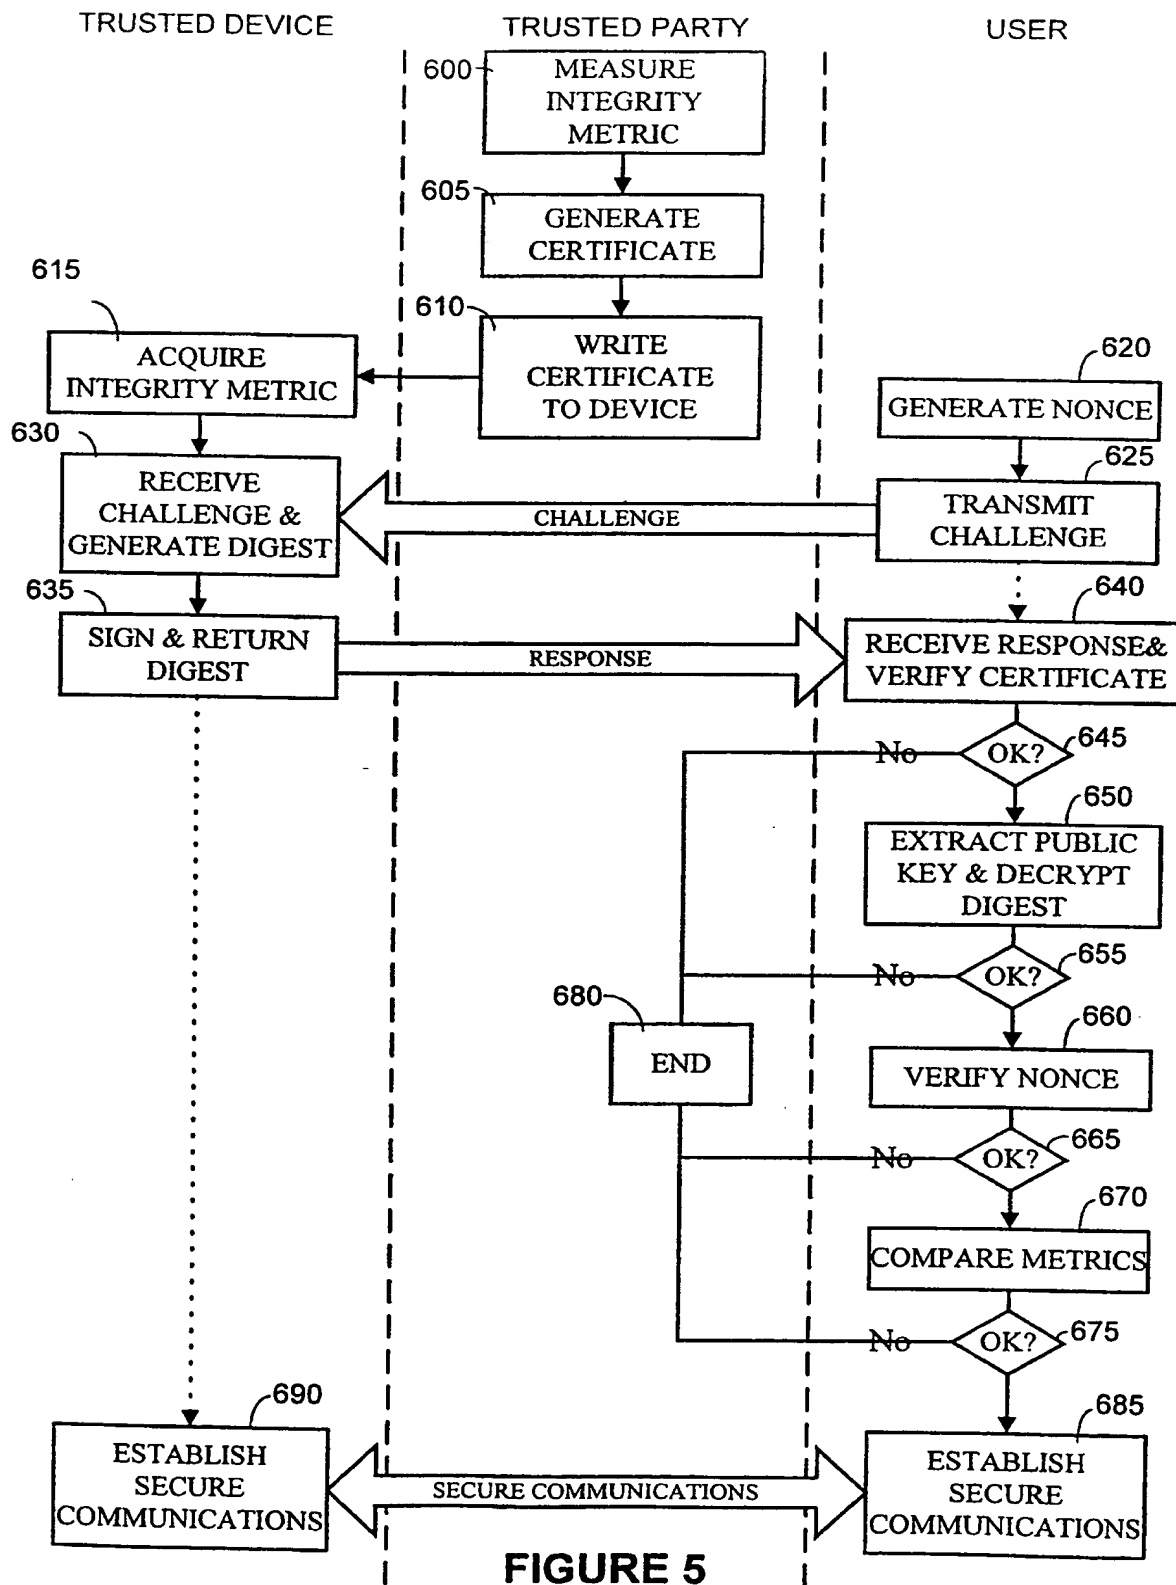 TRUSTED DEVICE
TRUSTED PARTY
USER
600
MEASURE
INTEGRITY
METRIC
605
GENERATE
CERTIFICATE
615
610
WRITE
CERTIFICATE
TO DEVICE
ACQUIRE
INTEGRITY METRIC
620
GENERATE NONCE
630
RECEIVE
CHALLENGE &
GENERATE DIGEST
625
TRANSMIT
CHALLENGE
CHALLENGE
635
SIGN & RETURN
DIGEST
RESPONSE
640
RECEIVE RESPONSE&
VERIFY CERTIFICATE
No
OK?
645
650
EXTRACT PUBLIC
KEY & DECRYPT
DIGEST
No
OK?
655
680
END
660
VERIFY NONCE
No
OK?
665
670
COMPARE METRICS
No
OK?
675
690
ESTABLISH
SECURE
COMMUNICATIONS
SECURE COMMUNICATIONS
685
ESTABLISH
SECURE
COMMUNICATIONS
FIGURE 5